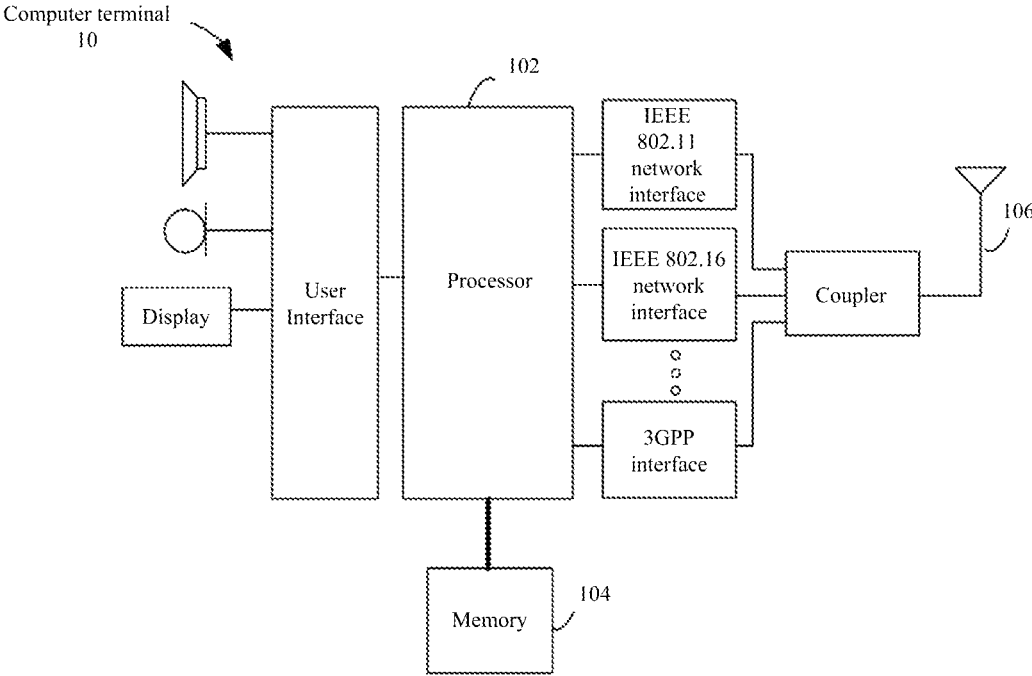 Computer terminal
10
102
IEEE
802.11
network
interface
106
IEEE 802.16
network
interface
Processor
User
Interface
Display
Coupler
3GPP
interface
104
Memory